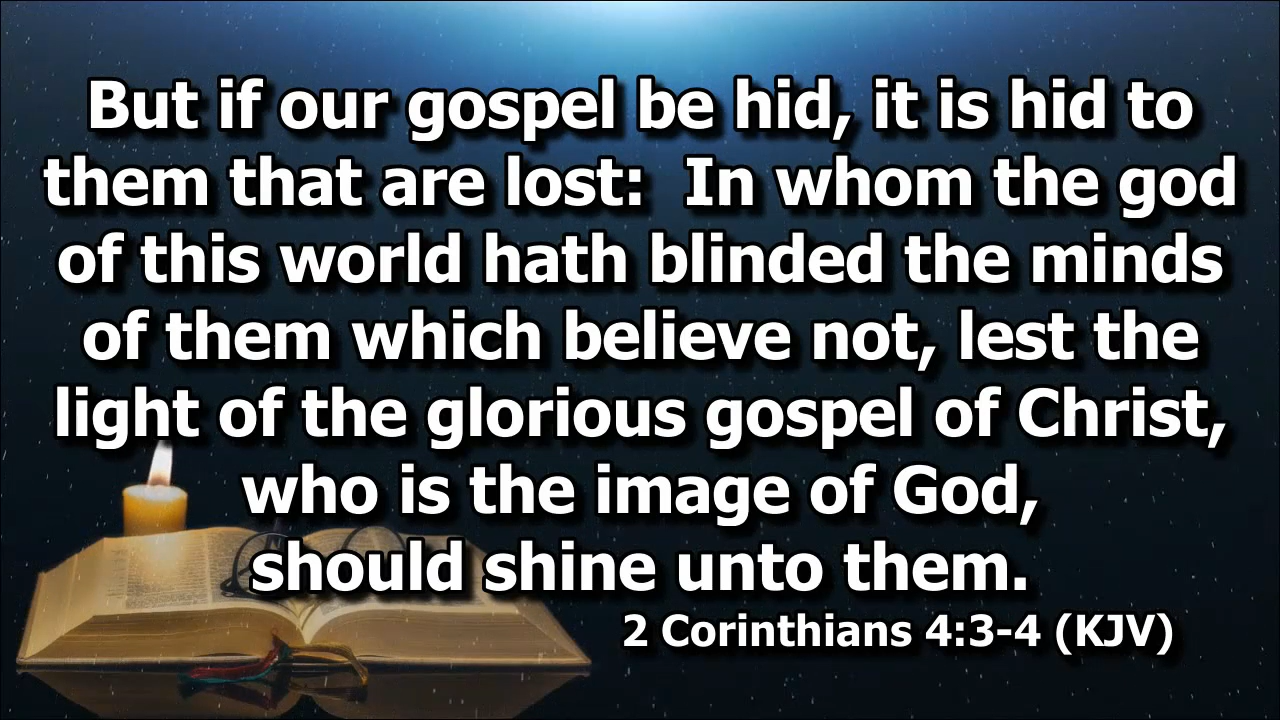 But if our gospel be hid, it is hid to
them that are lost:  In whom the god
of this world hath blinded the minds
of them which believe not, lest the
light of the glorious gospel of Christ,
who is the image of God,
should shine unto them.
2 Corinthians 4:3-4 (KJV)